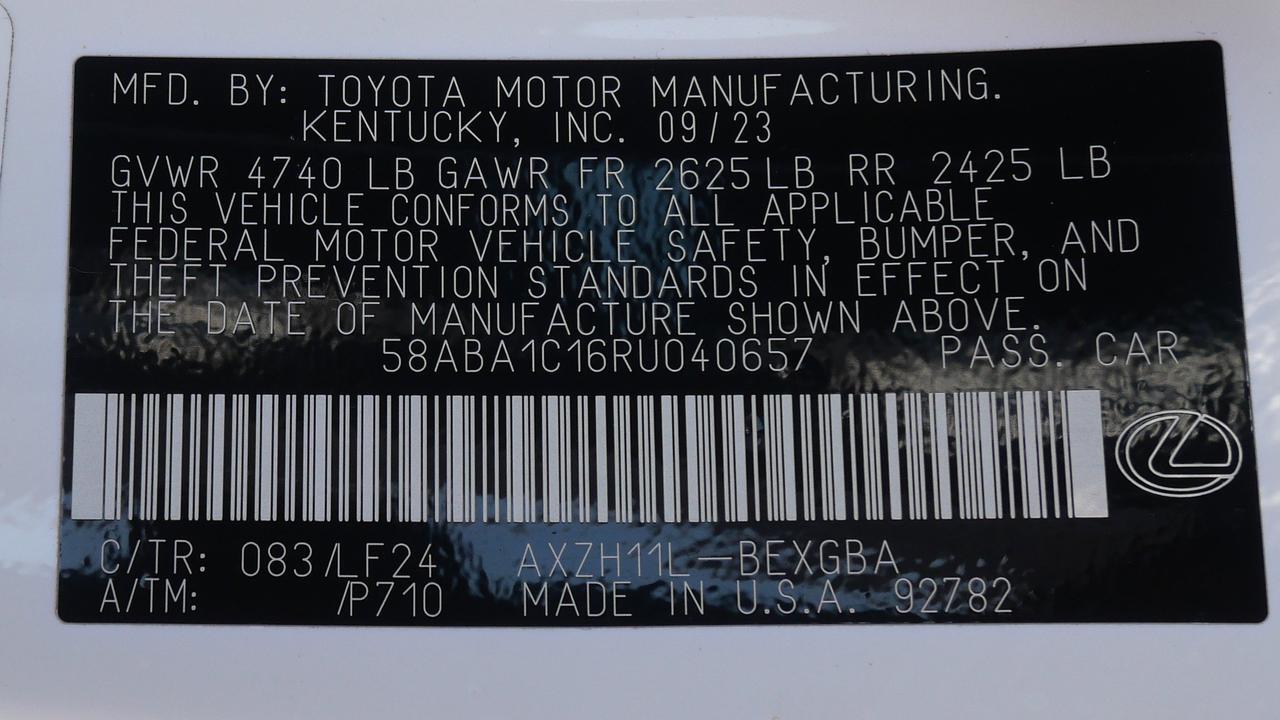 MFD. BY: TOYOTA MOTOR MANUFACTURING.
KENTUCKY, INC. 09/23
GVWR 4740 LB GAWR FR 2625 LB RR 2425 LB
THIS VEHICLE CONFORMS TO ALL APPLICABLE
FEDERAL MOTOR VEHICLE SAFETY, BUMPER, AND
THEFT PREVENTION STANDARDS IN EFFECT ON
THE DATE OF MANUFACTURE SHOWN ABOVE.
58ABA1C16RU040657 PASS. CAR
C/TR: 083/LF24 AXZH11L-BEXGBA
A/TM: /P710 MADE IN U.S.A. 92782